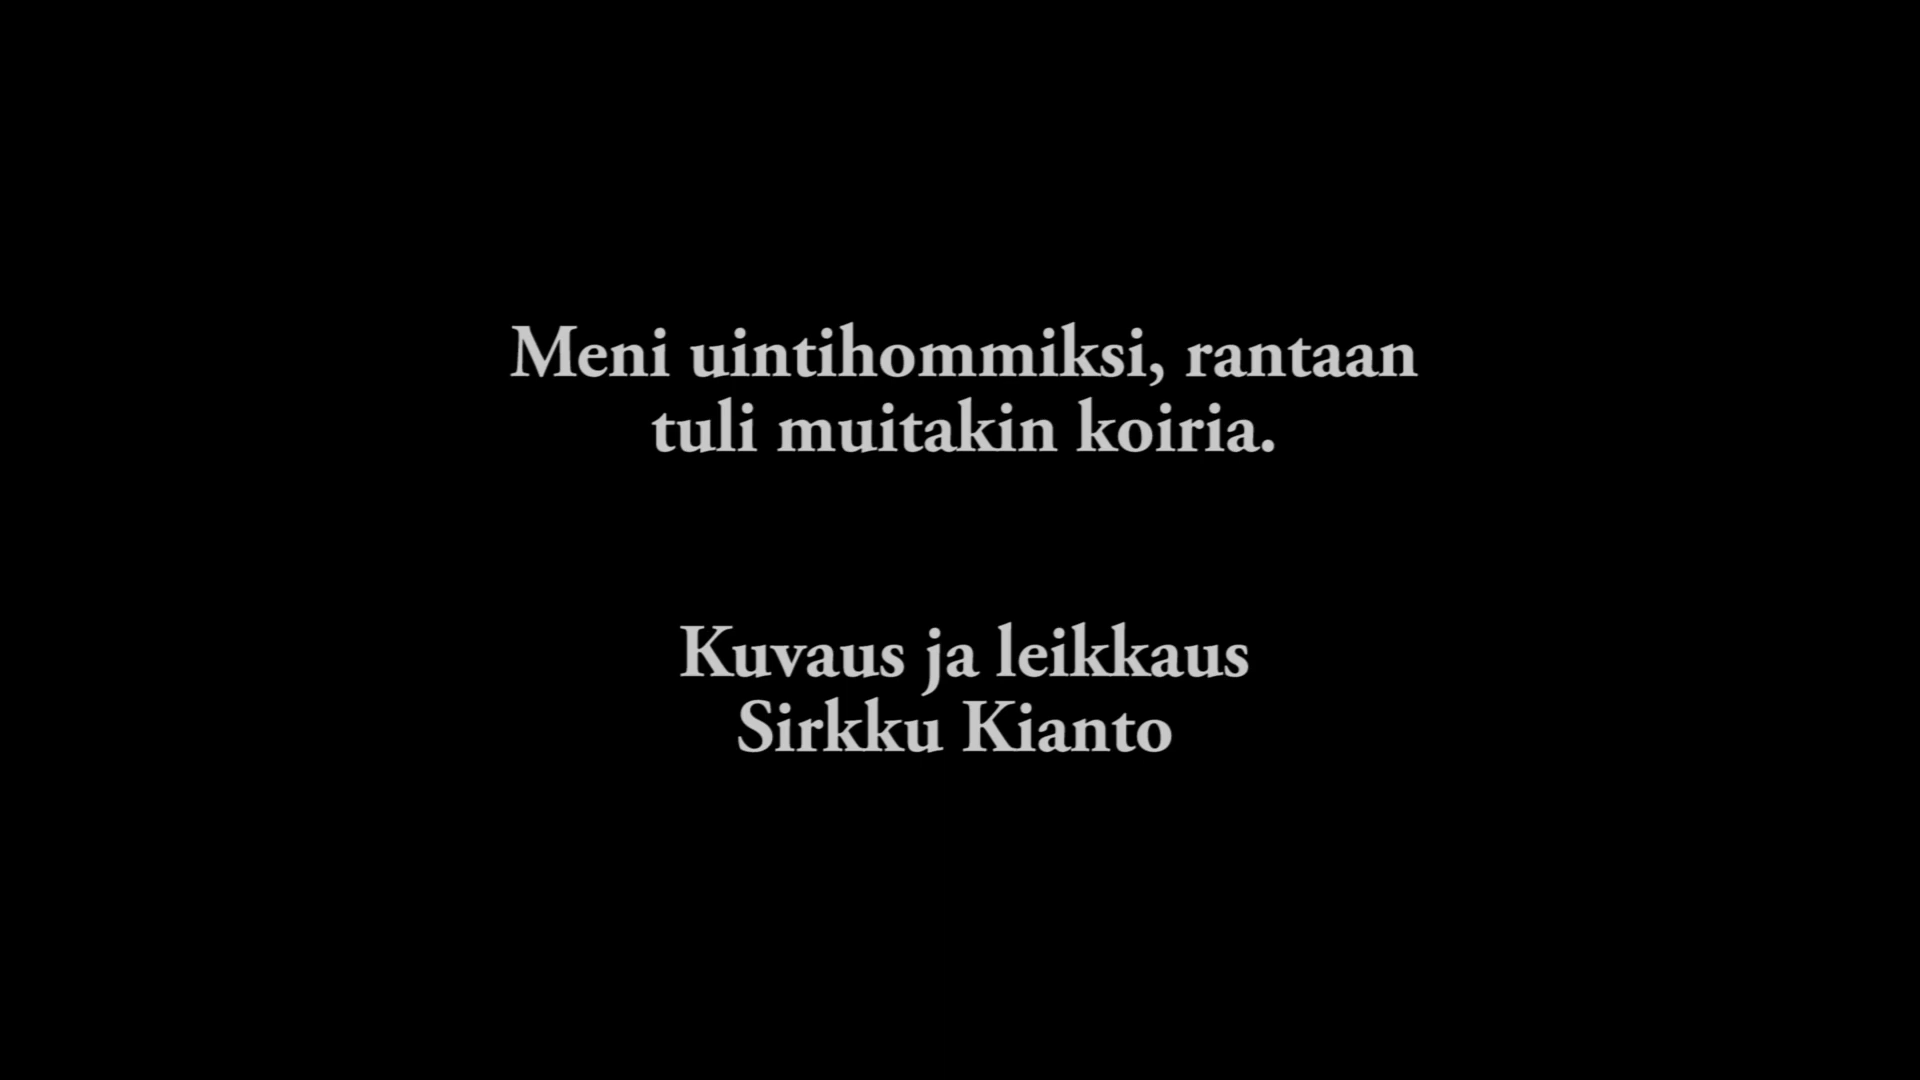 Meni uintihommiksi, rantaan
tuli muitakin koiria.
Kuvaus ja leikkaus
Sirkku Kianto